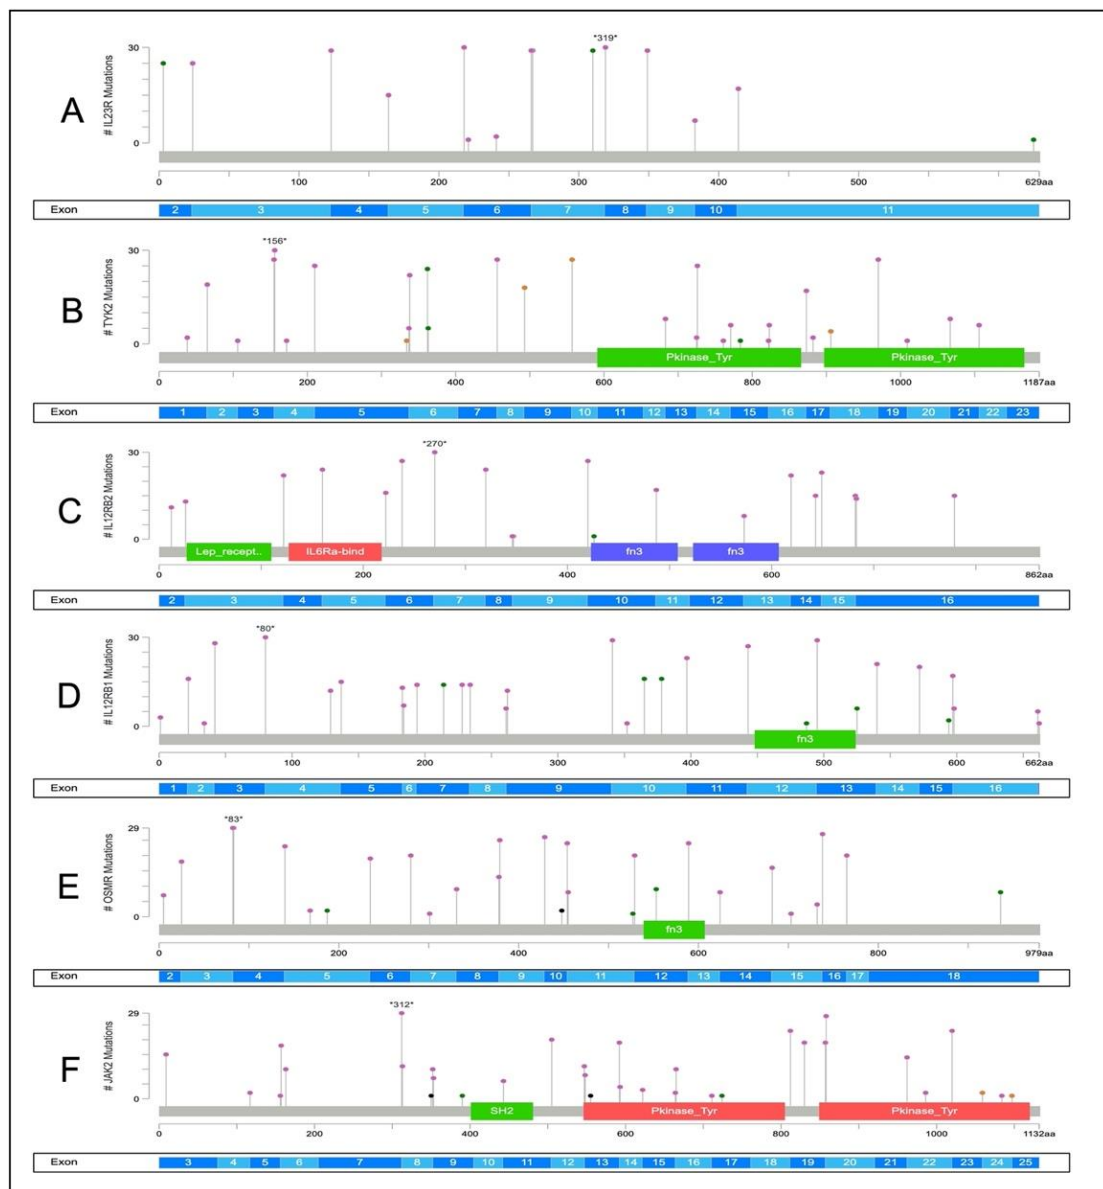 A
# IL23R Mutations
30
0
*319*
0 100 200 300 400 500 629aa
Exon 2 3 4 5 6 7 8 9 10 11
B
# TYK2 Mutations
30
0
*156*
Pkinase_Tyr Pkinase_Tyr
0 200 400 600 800 1000 1187aa
Exon 1 2 3 4 5 6 7 8 9 10 11 12 13 14 15 16 17 18 19 20 21 22 23
C
# IL12RB2 Mutations
30
0
*270*
Lep_recept.. IL6Ra-bind fn3 fn3
0 200 400 600 862aa
Exon 2 3 4 5 6 7 8 9 10 11 12 13 14 15 16
D
# IL12RB1 Mutations
30
0
*80*
fn3
0 100 200 300 400 500 600 662aa
Exon 1 2 3 4 5 6 7 8 9 10 11 12 13 14 15 16
E
# OSMR Mutations
29
0
*83*
fn3
0 200 400 600 800 979aa
Exon 2 3 4 5 6 7 8 9 10 11 12 13 14 15 16 17 18
F
# JAK2 Mutations
29
0
*312*
SH2 Pkinase_Tyr Pkinase_Tyr
0 200 400 600 800 1000 1132aa
Exon 3 4 5 6 7 8 9 10 11 12 13 14 15 16 17 18 19 20 21 22 23 24 25